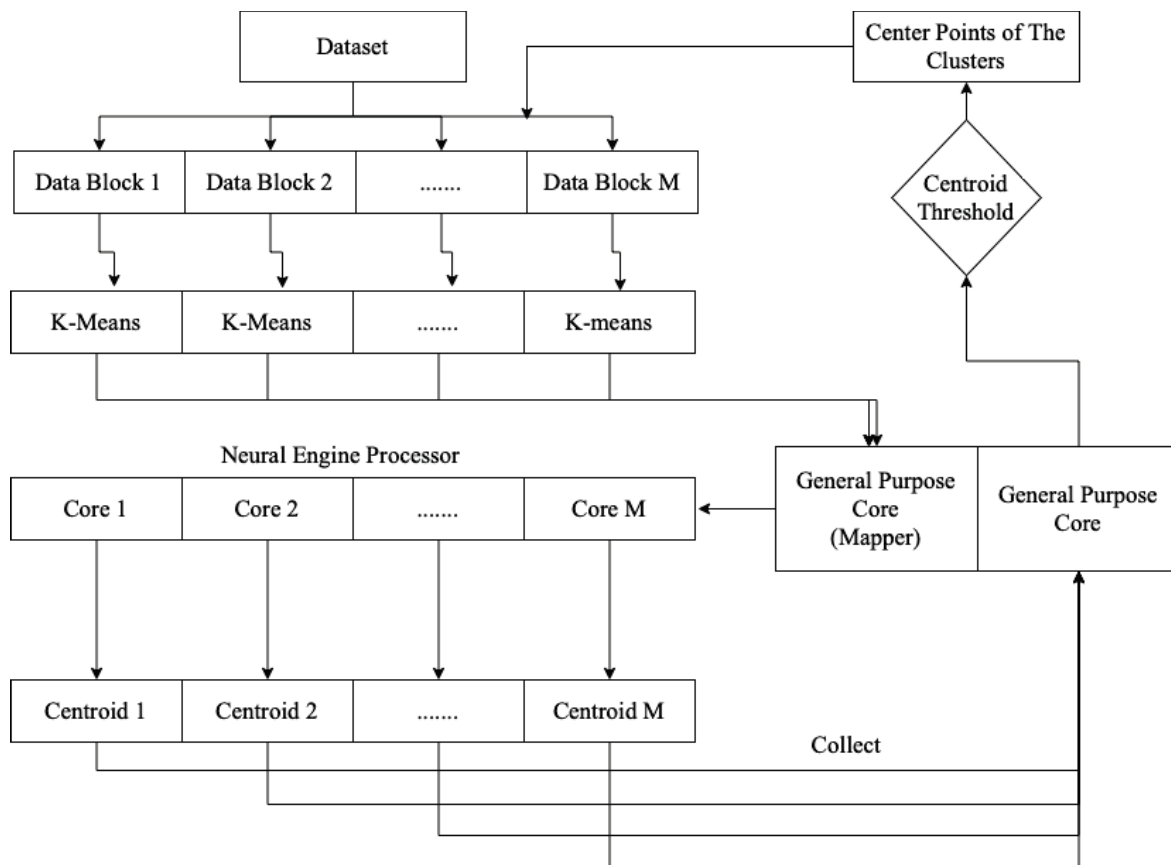 Dataset
Center Points of The
Clusters
Data Block 1
Data Block 2
.......
Data Block M
Centroid
Threshold
K-Means
K-Means
.......
K-means
Neural Engine Processor
Core 1
Core 2
.......
Core M
General Purpose
Core
(Mapper)
General Purpose
Core
Centroid 1
Centroid 2
.......
Centroid M
Collect